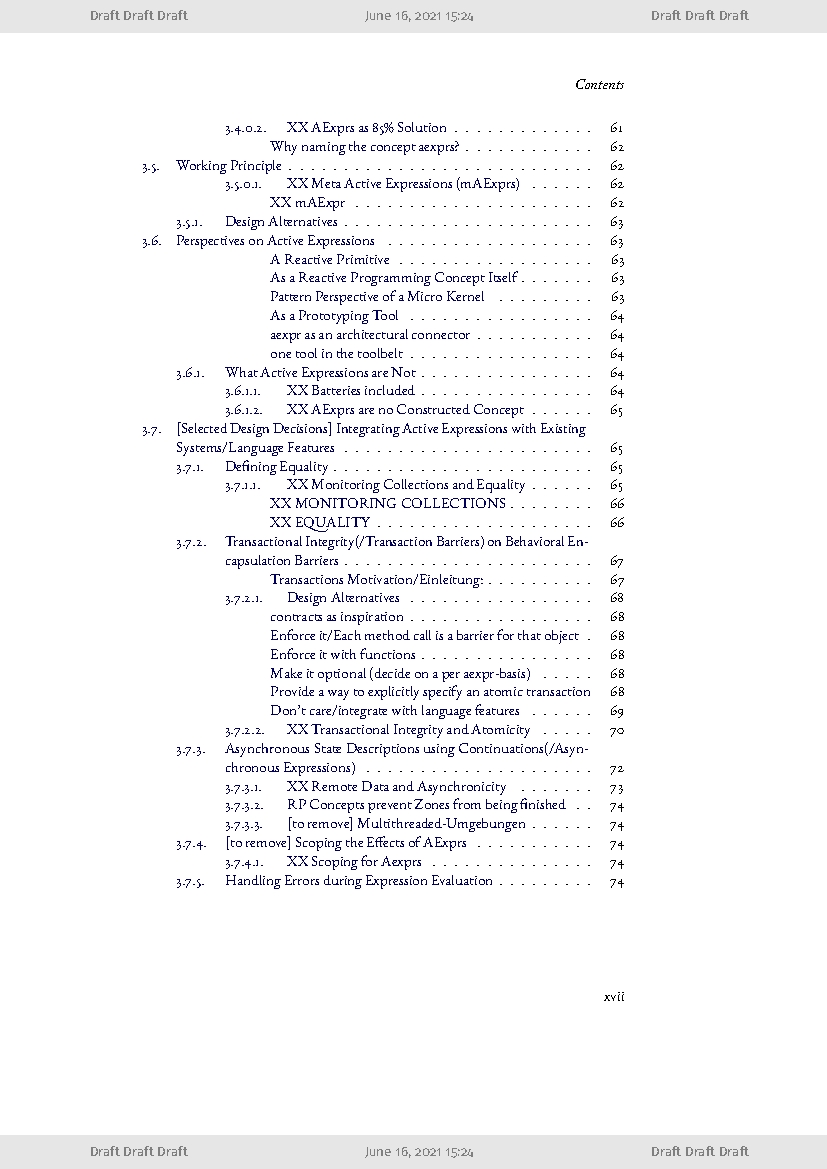 Draft Draft Draft June 16, 2021 15:24 Draft Draft Draft
Contents
3.4.0.2. XX AExprs as 85% Solution . . . . . . . . . . . . . 61
Why naming the concept aexprs? . . . . . . . . . . . . 62
3.5. Working Principle . . . . . . . . . . . . . . . . . . . . . . . . . . . . 62
3.5.0.1. XX Meta Active Expressions (mAExprs) . . . . . . 62
XX mAExpr . . . . . . . . . . . . . . . . . . . . . . 62
3.5.1. Design Alternatives . . . . . . . . . . . . . . . . . . . . . . . 63
3.6. Perspectives on Active Expressions . . . . . . . . . . . . . . . . . . . 63
A Reactive Primitive . . . . . . . . . . . . . . . . . . 63
As a Reactive Programming Concept Itself . . . . . . . 63
Pattern Perspective of a Micro Kernel . . . . . . . . . 63
As a Prototyping Tool . . . . . . . . . . . . . . . . . 64
aexpr as an architectural connector . . . . . . . . . . . 64
one tool in the toolbelt . . . . . . . . . . . . . . . . . 64
3.6.1. What Active Expressions are Not . . . . . . . . . . . . . . . . 64
3.6.1.1. XX Batteries included . . . . . . . . . . . . . . . . 64
3.6.1.2. XX AExprs are no Constructed Concept . . . . . . 65
3.7. [Selected Design Decisions] Integrating Active Expressions with Existing
Systems/Language Features . . . . . . . . . . . . . . . . . . . . . . . 65
3.7.1. Defining Equality . . . . . . . . . . . . . . . . . . . . . . . . 65
3.7.1.1. XX Monitoring Collections and Equality . . . . . . 65
XX MONITORING COLLECTIONS . . . . . . . . 66
XX EQUALITY . . . . . . . . . . . . . . . . . . . . 66
3.7.2. Transactional Integrity(/Transaction Barriers) on Behavioral En-
capsulation Barriers . . . . . . . . . . . . . . . . . . . . . . . 67
Transactions Motivation/Einleitung: . . . . . . . . . . 67
3.7.2.1. Design Alternatives . . . . . . . . . . . . . . . . . 68
contracts as inspiration . . . . . . . . . . . . . . . . . 68
Enforce it/Each method call is a barrier for that object . 68
Enforce it with functions . . . . . . . . . . . . . . . . 68
Make it optional (decide on a per aexpr-basis) . . . . . 68
Provide a way to explicitly specify an atomic transaction 68
Don't care/integrate with language features . . . . . . 69
3.7.2.2. XX Transactional Integrity and Atomicity . . . . . 70
3.7.3. Asynchronous State Descriptions using Continuations(/Asyn-
chronous Expressions) . . . . . . . . . . . . . . . . . . . . . 72
3.7.3.1. XX Remote Data and Asynchronicity . . . . . . . 73
3.7.3.2. RP Concepts prevent Zones from being finished . . 74
3.7.3.3. [to remove] Multithreaded-Umgebungen . . . . . . 74
3.7.4. [to remove] Scoping the Effects of AExprs . . . . . . . . . . . 74
3.7.4.1. XX Scoping for Aexprs . . . . . . . . . . . . . . . 74
3.7.5. Handling Errors during Expression Evaluation . . . . . . . . . 74
xvii
Draft Draft Draft June 16, 2021 15:24 Draft Draft Draft